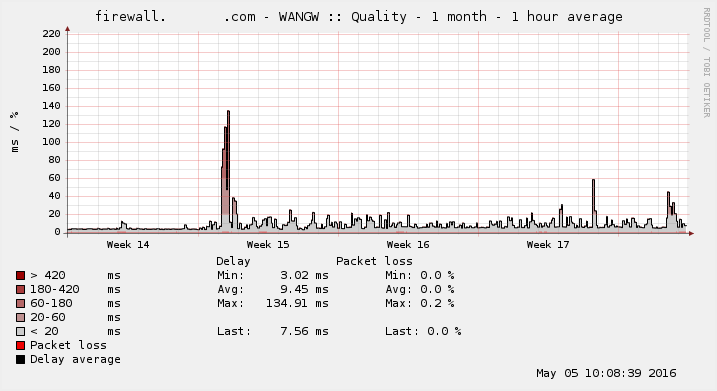 firewall. .com - WANGW :: Quality - 1 month - 1 hour average
RRDTOOL / TOBI OETIKER
ms / %
220
200
180
160
140
120
100
80
60
40
20
0
Week 14 Week 15 Week 16 Week 17
Delay Packet loss
> 420 ms Min: 3.02 ms Min: 0.0 %
180-420 ms Avg: 9.45 ms Avg: 0.0 %
60-180 ms Max: 134.91 ms Max: 0.2 %
20-60 ms
< 20 ms Last: 7.56 ms Last: 0.0 %
Packet loss
Delay average
May 05 10:08:39 2016